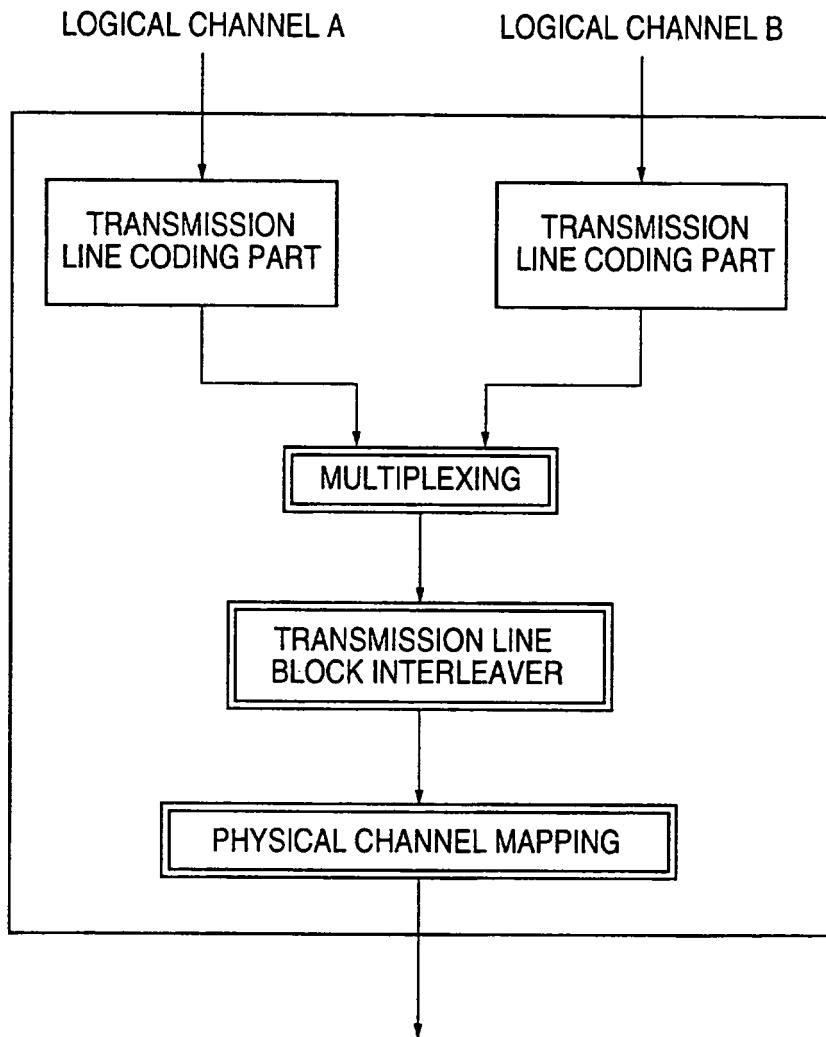 LOGICAL CHANNEL A
LOGICAL CHANNEL B
TRANSMISSION
LINE CODING PART
TRANSMISSION
LINE CODING PART
MULTIPLEXING
TRANSMISSION LINE
BLOCK INTERLEAVER
PHYSICAL CHANNEL MAPPING